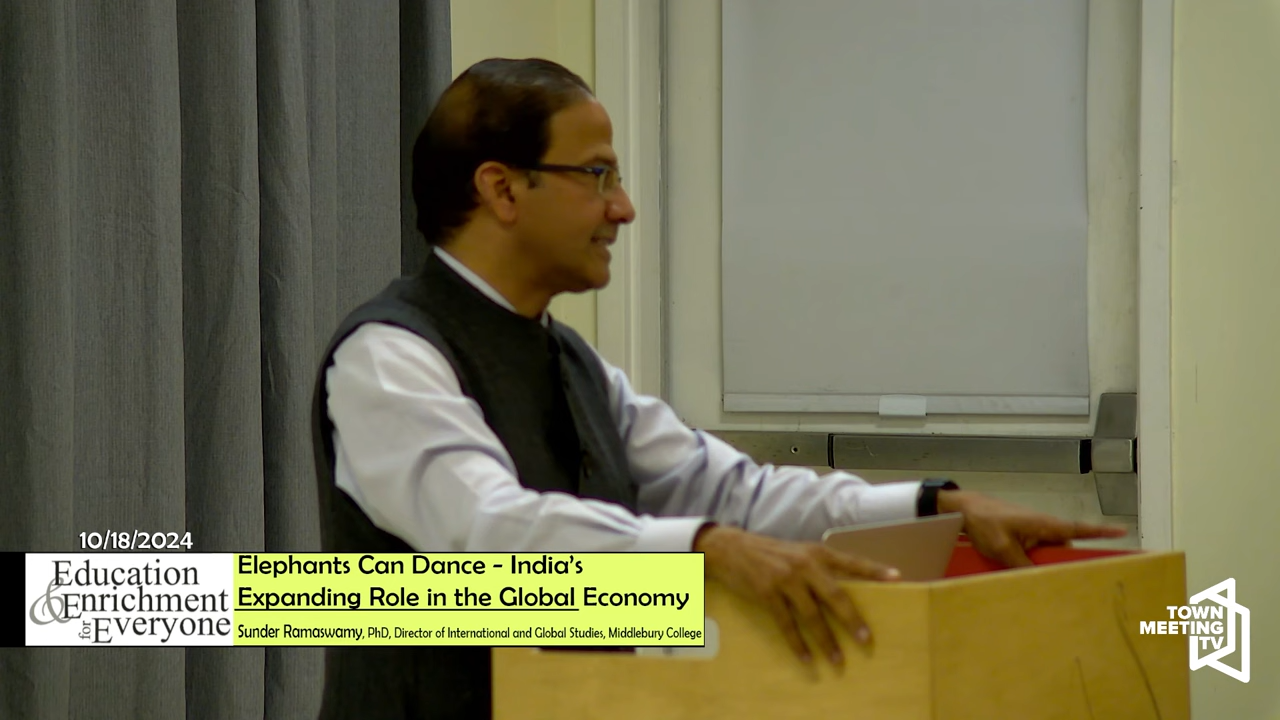 10/18/2024
Education
& Enrichment
for Everyone
Elephants Can Dance - India's
Expanding Role in the Global Economy
Sunder Ramaswamy, PhD, Director of International and Global Studies, Middlebury College
TOWN
MEETING
TV